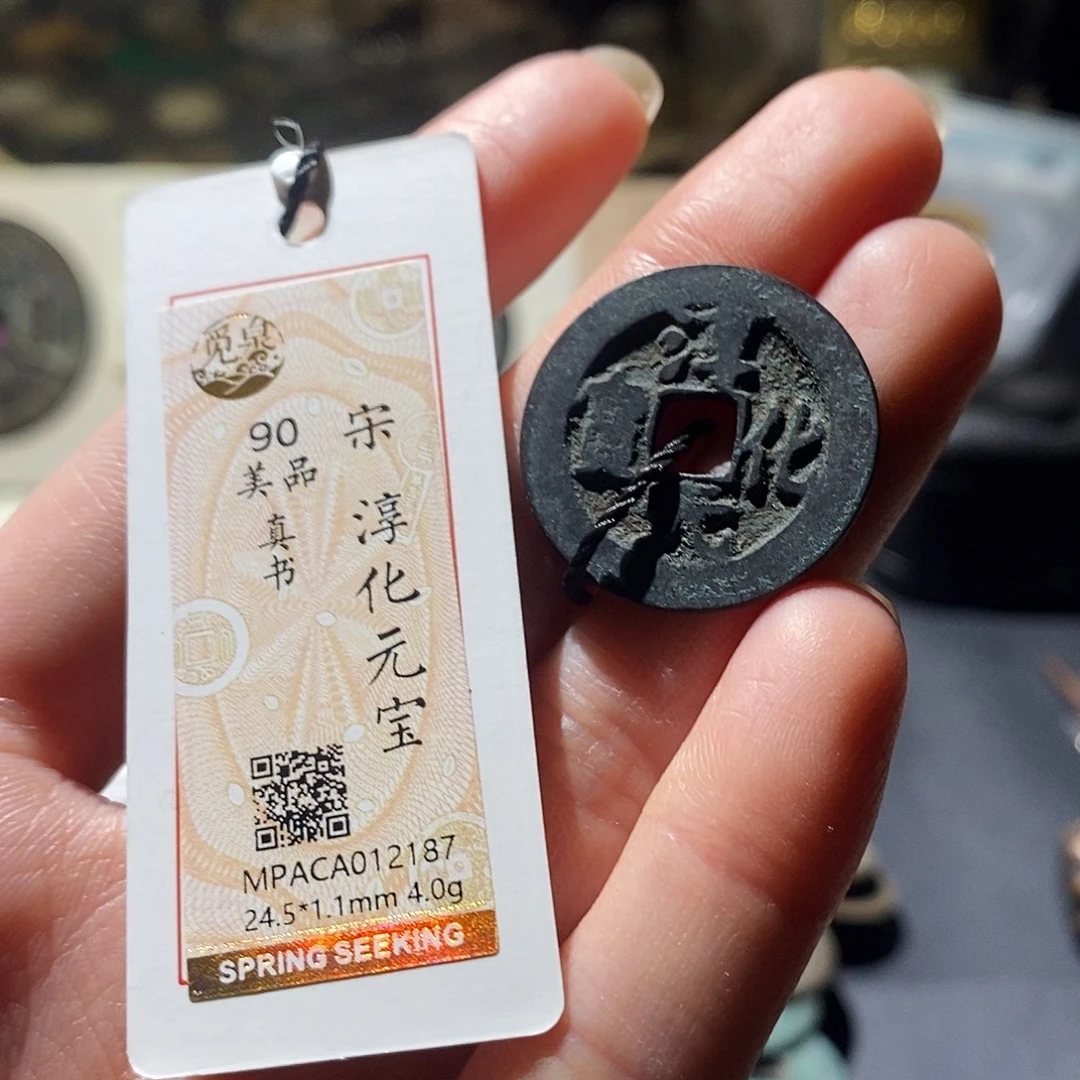 觅泉
宋 淳化元宝
90
美品
真书
MPACA012187
24.5*1.1mm 4.0g
SPRING SEEKING